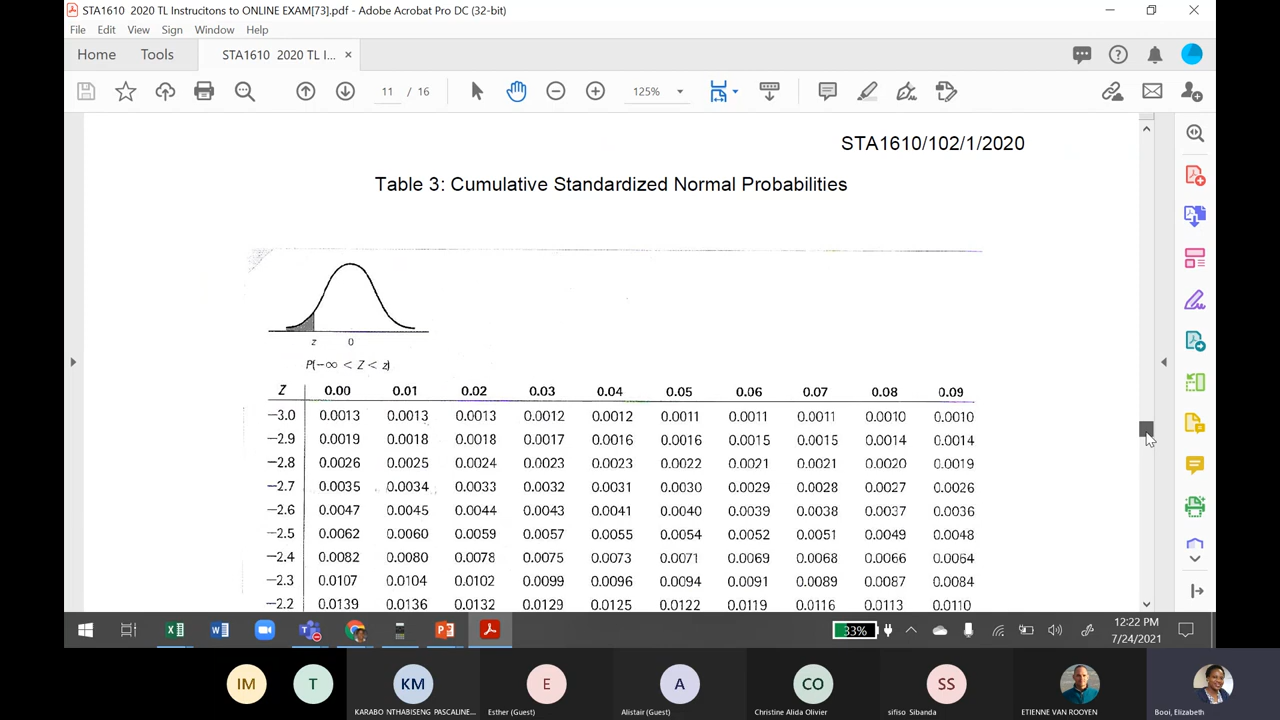 STA1610 2020 TL Instrucitons to ONLINE EXAM[73].pdf - Adobe Acrobat Pro DC (32-bit)
File Edit View Sign Window Help
Home Tools STA1610 2020 TL I... ×
11 / 16 125%
STA1610/102/1/2020
Table 3: Cumulative Standardized Normal Probabilities
z 0
P(−∞ < Z < z)
Z 0.00 0.01 0.02 0.03 0.04 0.05 0.06 0.07 0.08 0.09
−3.0 0.0013 0.0013 0.0013 0.0012 0.0012 0.0011 0.0011 0.0011 0.0010 0.0010
−2.9 0.0019 0.0018 0.0018 0.0017 0.0016 0.0016 0.0015 0.0015 0.0014 0.0014
−2.8 0.0026 0.0025 0.0024 0.0023 0.0023 0.0022 0.0021 0.0021 0.0020 0.0019
−2.7 0.0035 0.0034 0.0033 0.0032 0.0031 0.0030 0.0029 0.0028 0.0027 0.0026
−2.6 0.0047 0.0045 0.0044 0.0043 0.0041 0.0040 0.0039 0.0038 0.0037 0.0036
−2.5 0.0062 0.0060 0.0059 0.0057 0.0055 0.0054 0.0052 0.0051 0.0049 0.0048
−2.4 0.0082 0.0080 0.0078 0.0075 0.0073 0.0071 0.0069 0.0068 0.0066 0.0064
−2.3 0.0107 0.0104 0.0102 0.0099 0.0096 0.0094 0.0091 0.0089 0.0087 0.0084
−2.2 0.0139 0.0136 0.0132 0.0129 0.0125 0.0122 0.0119 0.0116 0.0113 0.0110
33% 12:22 PM
7/24/2021
IM T KM E A CO SS
KARABO NTHABISENG PASCALINE... Esther (Guest) Alistair (Guest) Christine Alida Olivier sifiso Sibanda ETIENNE VAN ROOYEN Booi, Elizabeth